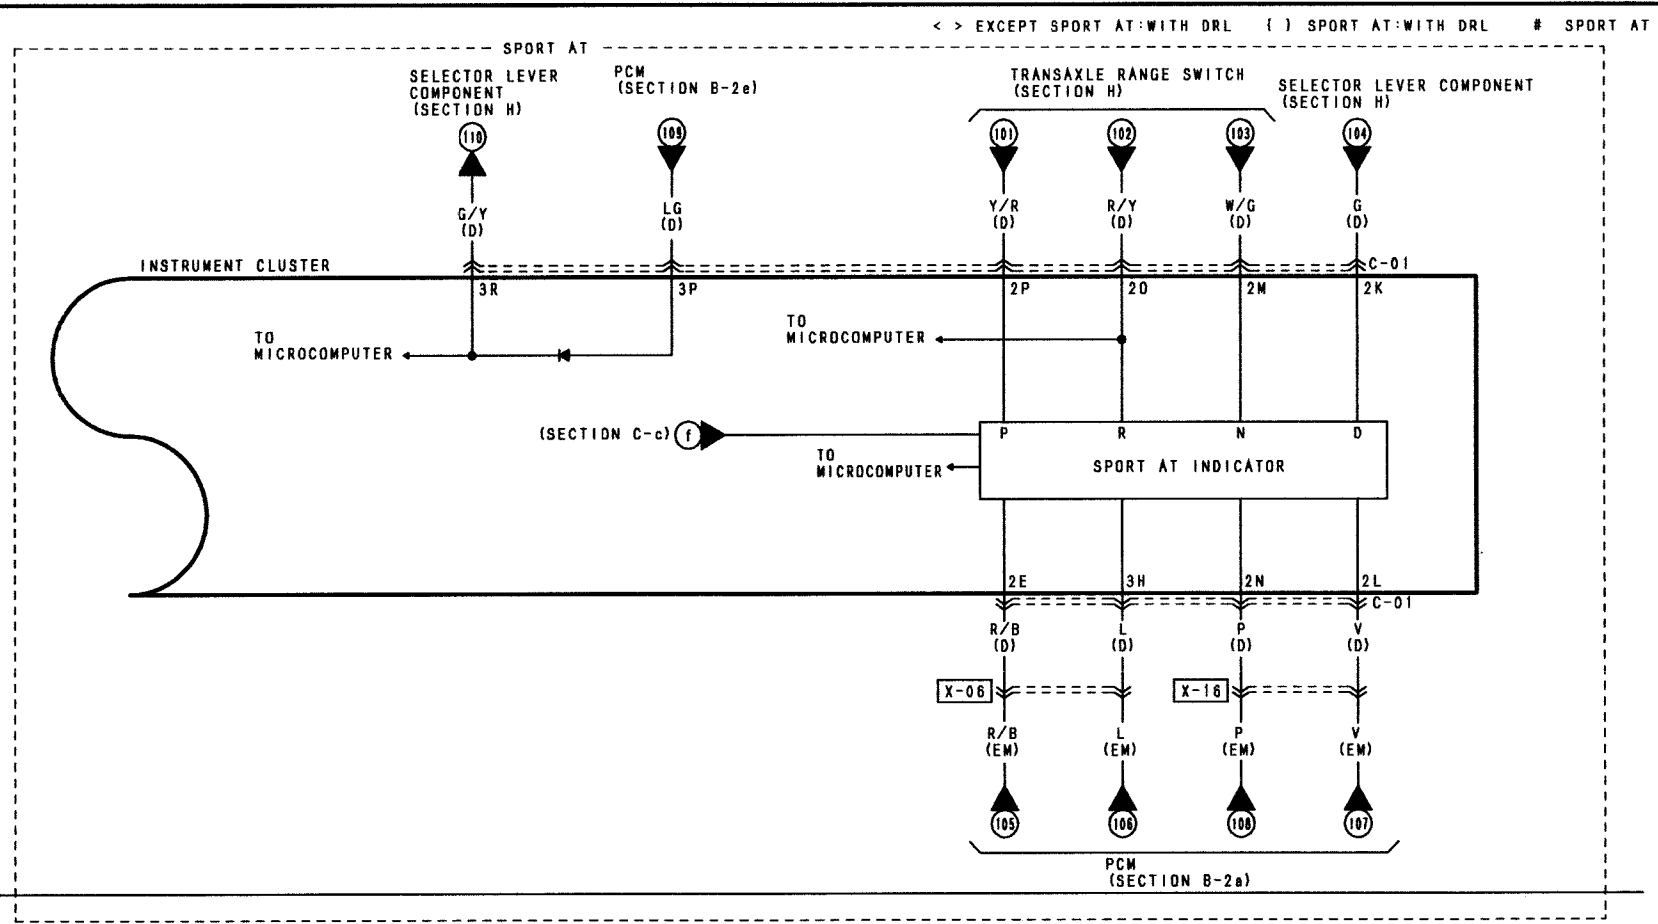 < > EXCEPT SPORT AT:WITH DRL { } SPORT AT:WITH DRL # SPORT AT
SPORT AT
SELECTOR LEVER
COMPONENT
(SECTION H)
PCM
(SECTION B-2e)
TRANSAXLE RANGE SWITCH
(SECTION H)
SELECTOR LEVER COMPONENT
(SECTION H)
110
109
101
102
103
104
G/Y
(D)
LG
(D)
Y/R
(D)
R/Y
(D)
W/G
(D)
G
(D)
INSTRUMENT CLUSTER
C-01
3R
3P
2P
2O
2M
2K
TO
MICROCOMPUTER
TO
MICROCOMPUTER
(SECTION C-c) f
P R N D
TO
MICROCOMPUTER
SPORT AT INDICATOR
2E
3H
2N
2L
C-01
R/B
(D)
L
(D)
P
(D)
V
(D)
X-06
X-16
R/B
(EM)
L
(EM)
P
(EM)
V
(EM)
105
106
108
107
PCM
(SECTION B-2a)